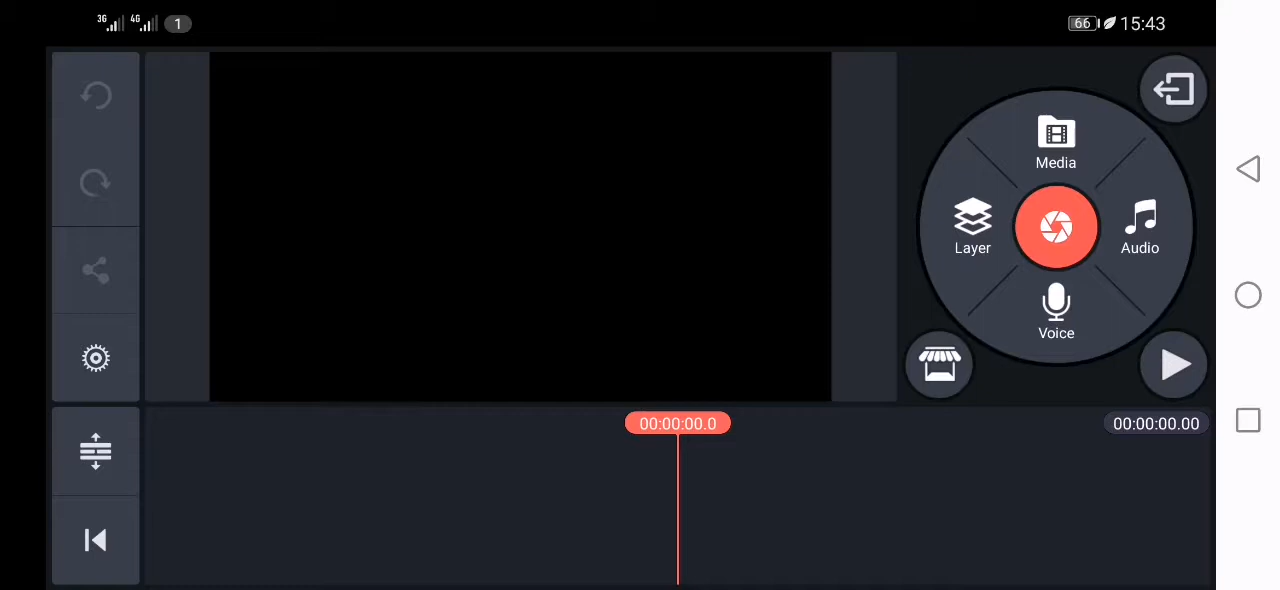 3G 4G 1
66 15:43
Media
Layer
Audio
Voice
00:00:00.0
00:00:00.00